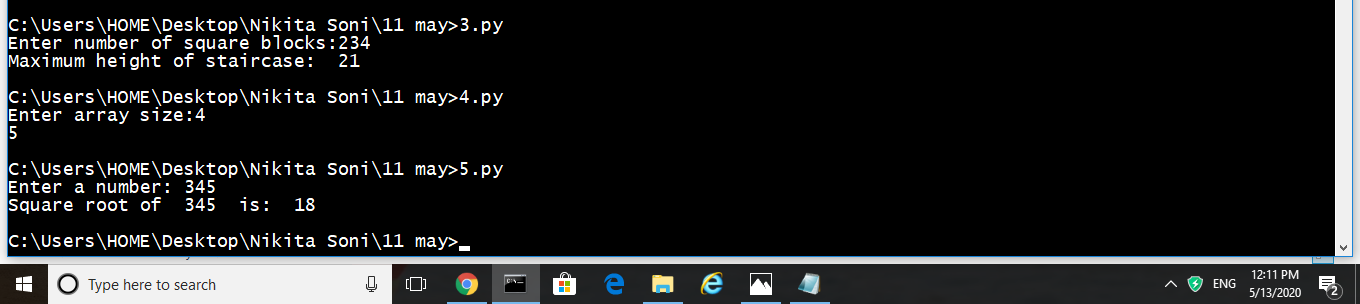 C:\Users\HOME\Desktop\Nikita Soni\11 may>3.py
Enter number of square blocks:234
Maximum height of staircase:  21
C:\Users\HOME\Desktop\Nikita Soni\11 may>4.py
Enter array size:4
5
C:\Users\HOME\Desktop\Nikita Soni\11 may>5.py
Enter a number: 345
Square root of  345  is:  18
C:\Users\HOME\Desktop\Nikita Soni\11 may>
Type here to search
ENG
12:11 PM
5/13/2020
2